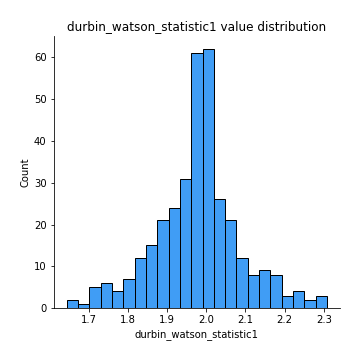 durbin_watson_statistic1 value distribution
60
50
40
30
20
10
0
Count
1.7 1.8 1.9 2.0 2.1 2.2 2.3
durbin_watson_statistic1